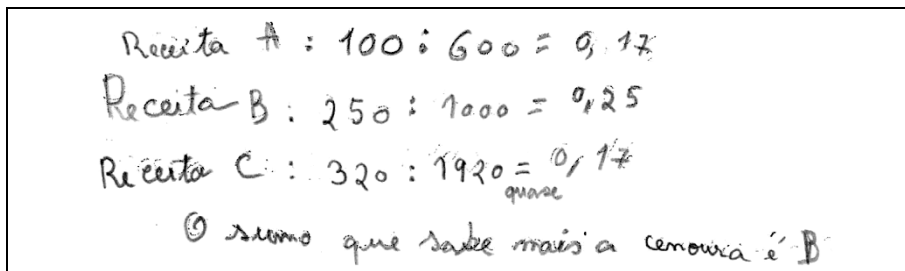 Receita A : 100 : 600 = 0,17
Receita B : 250 : 1000 = 0,25
Receita C : 320 : 1920 = 0,17
quase
O sumo que sabe mais a cenoura é B